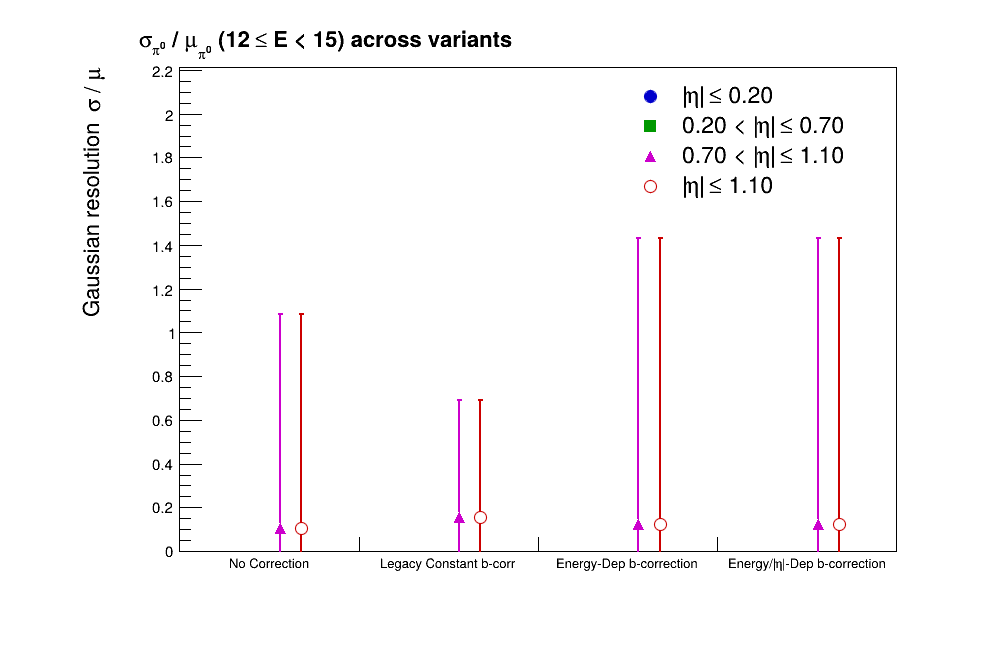 σπ⁰ / μπ⁰ (12 ≤ E < 15) across variants
Gaussian resolution σ / μ
2.2
2
1.8
1.6
1.4
1.2
1
0.8
0.6
0.4
0.2
0
|η| ≤ 0.20
0.20 < |η| ≤ 0.70
0.70 < |η| ≤ 1.10
|η| ≤ 1.10
No Correction
Legacy Constant b-corr
Energy-Dep b-correction
Energy/|η|-Dep b-correction